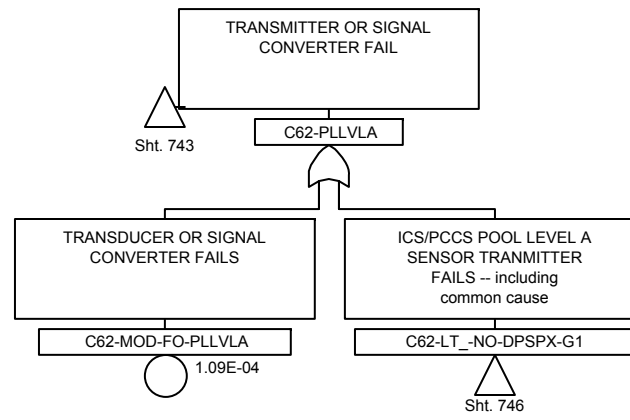 TRANSMITTER OR SIGNAL
CONVERTER FAIL
Sht. 743
C62-PLLVLA
TRANSDUCER OR SIGNAL
CONVERTER FAILS
C62-MOD-FO-PLLVLA
1.09E-04
ICS/PCCS POOL LEVEL A
SENSOR TRANMITTER
FAILS -- including
common cause
C62-LT_-NO-DPSPX-G1
Sht. 746